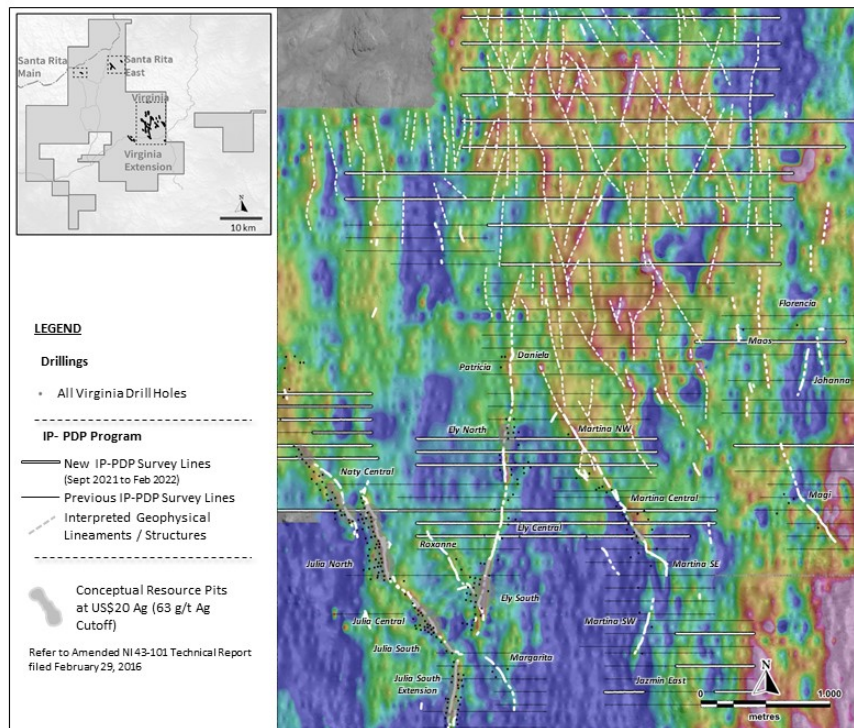 Santa Rita
Main
Santa Rita
East
Virginia
Virginia
Extension
N
10 km
LEGEND
Drillings
All Virginia Drill Holes
IP- PDP Program
New IP-PDP Survey Lines
(Sept 2021 to Feb 2022)
Previous IP-PDP Survey Lines
Interpreted Geophysical
Lineaments / Structures
Conceptual Resource Pits
at US$20 Ag (63 g/t Ag
Cutoff)
Refer to Amended NI 43-101 Technical Report
filed February 29, 2016
Florencia
Maos
Daniela
Patricia
Johanna
Ely North
Martina NW
Naty Central
Martina Central
Magi
Ely Central
Roxanne
Julia North
Martina SE
Ely South
Julia Central
Martina SW
Julia South
Margarita
Julia South
Extension
Jazmin East
N
0 1,000
metres